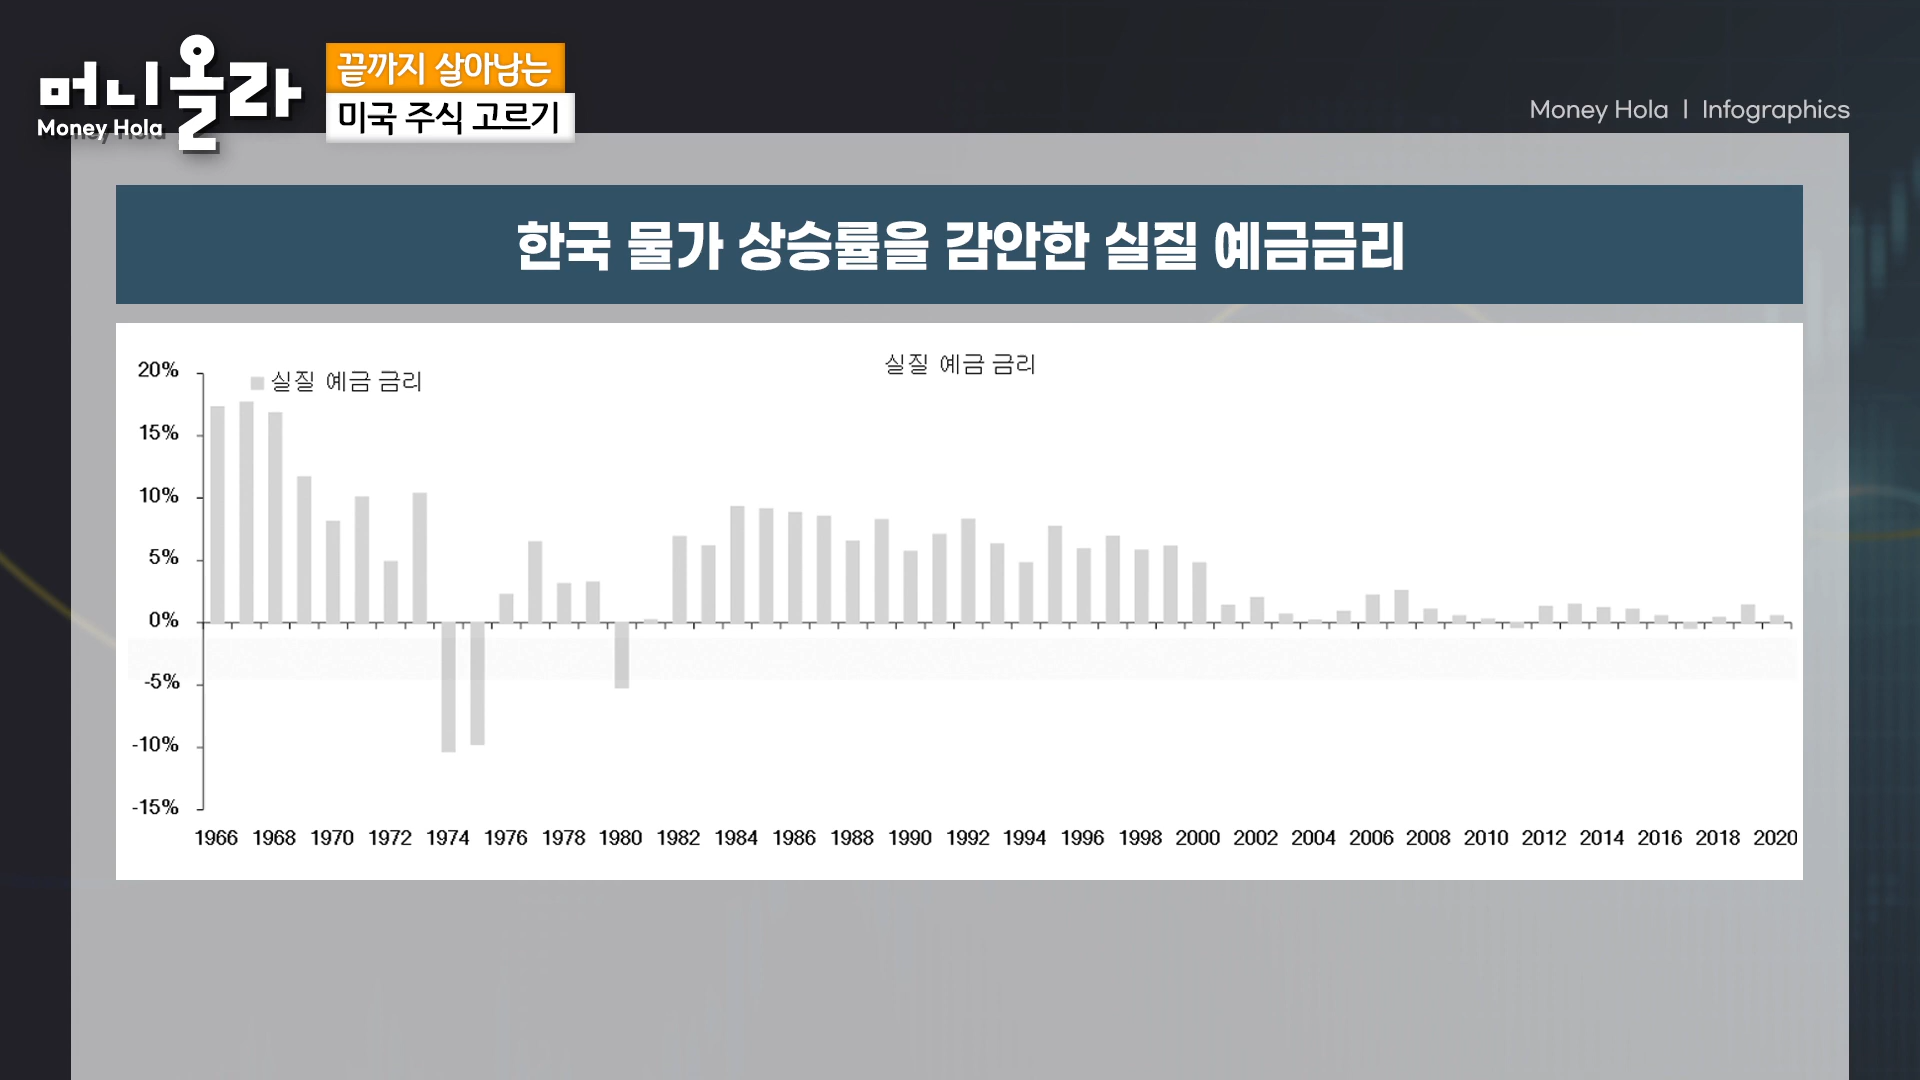 머니올라
Money Hola
끝까지 살아남는
미국 주식 고르기
Money Hola | Infographics
한국 물가 상승률을 감안한 실질 예금금리
실질 예금 금리
실질 예금 금리
20%
15%
10%
5%
0%
-5%
-10%
-15%
1966 1968 1970 1972 1974 1976 1978 1980 1982 1984 1986 1988 1990 1992 1994 1996 1998 2000 2002 2004 2006 2008 2010 2012 2014 2016 2018 2020